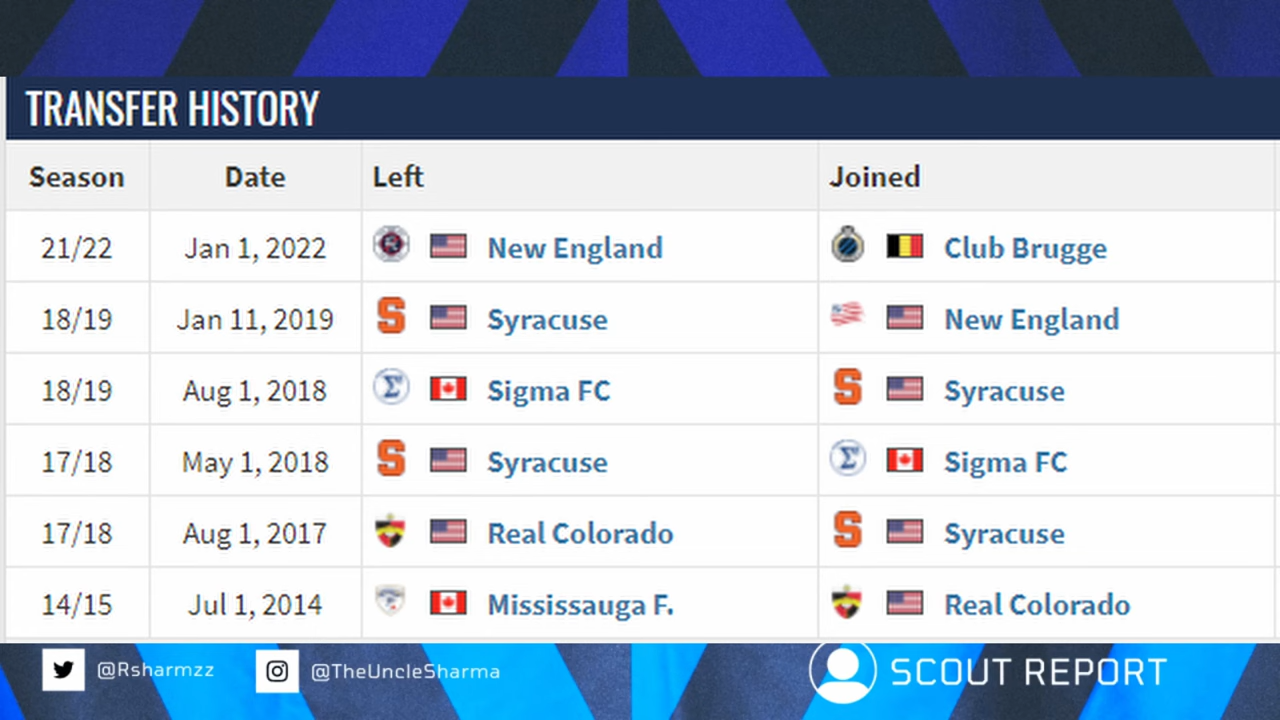 TRANSFER HISTORY
Season Date Left Joined
21/22 Jan 1, 2022 New England Club Brugge
18/19 Jan 11, 2019 S Syracuse New England
18/19 Aug 1, 2018 Σ Sigma FC S Syracuse
17/18 May 1, 2018 S Syracuse Σ Sigma FC
17/18 Aug 1, 2017 Real Colorado S Syracuse
14/15 Jul 1, 2014 Mississauga F. Real Colorado
@Rsharmzz @TheUncleSharma SCOUT REPORT